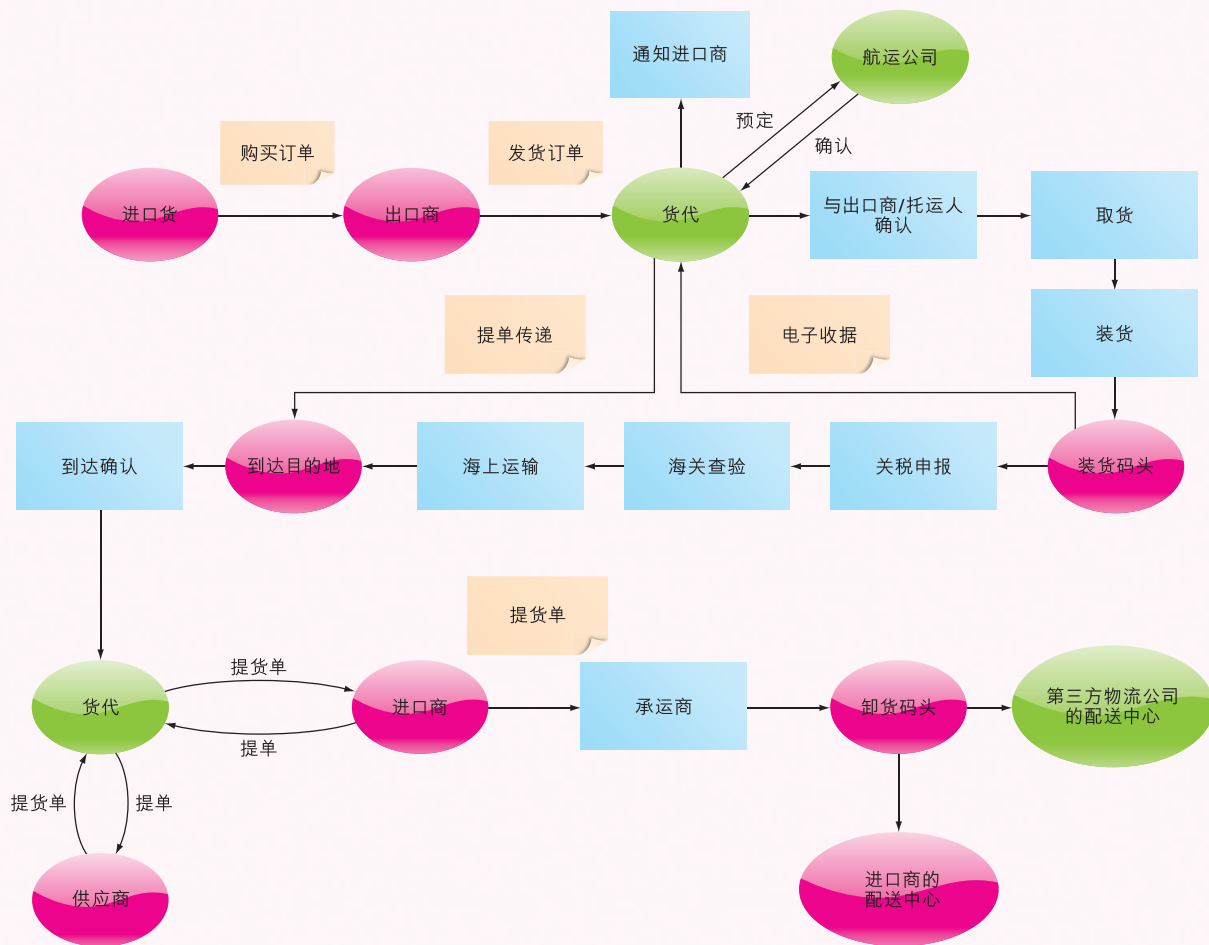 通知进口商
航运公司
预定
确认
购买订单
发货订单
进口货
出口商
货代
与出口商/托运人
确认
取货
提单传递
电子收据
装货
到达确认
到达目的地
海上运输
海关查验
关税申报
装货码头
提货单
提货单
货代
进口商
承运商
卸货码头
第三方物流公司
的配送中心
提单
提货单
提单
供应商
进口商的
配送中心